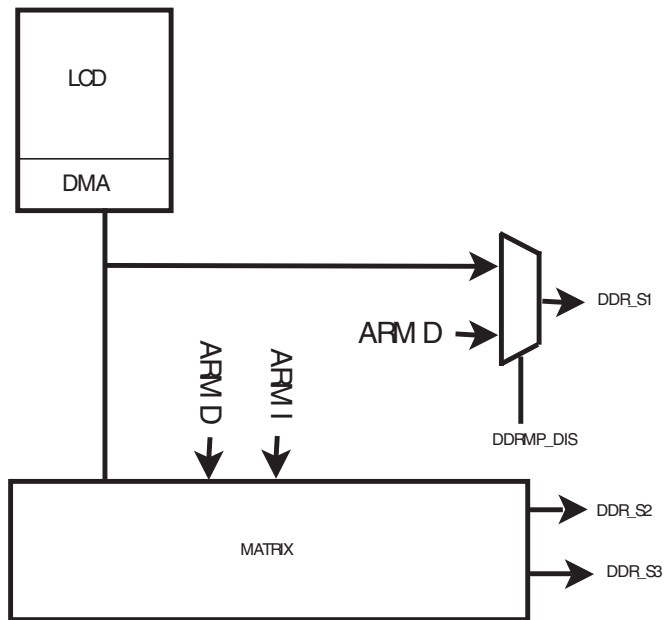 LCD
DMA
DDR_S1
ARM D
ARM D
ARM I
DDRMP_DIS
DDR_S2
MATRIX
DDR_S3